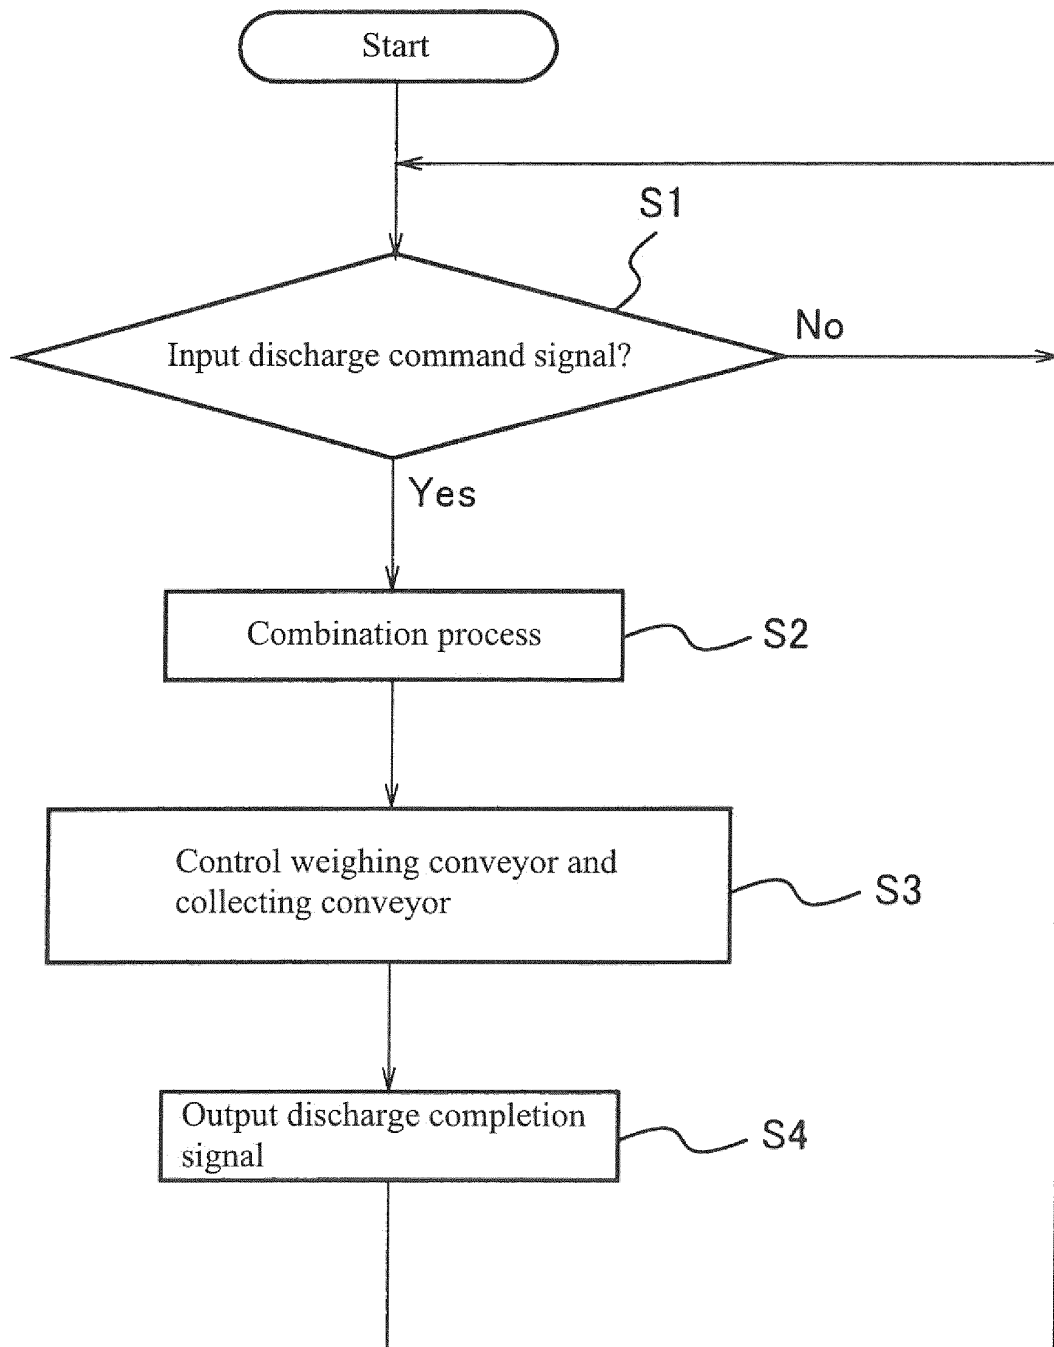 Start
S1
No
Input discharge command signal?
Yes
Combination process
S2
Control weighing conveyor and
collecting conveyor
S3
Output discharge completion
signal
S4